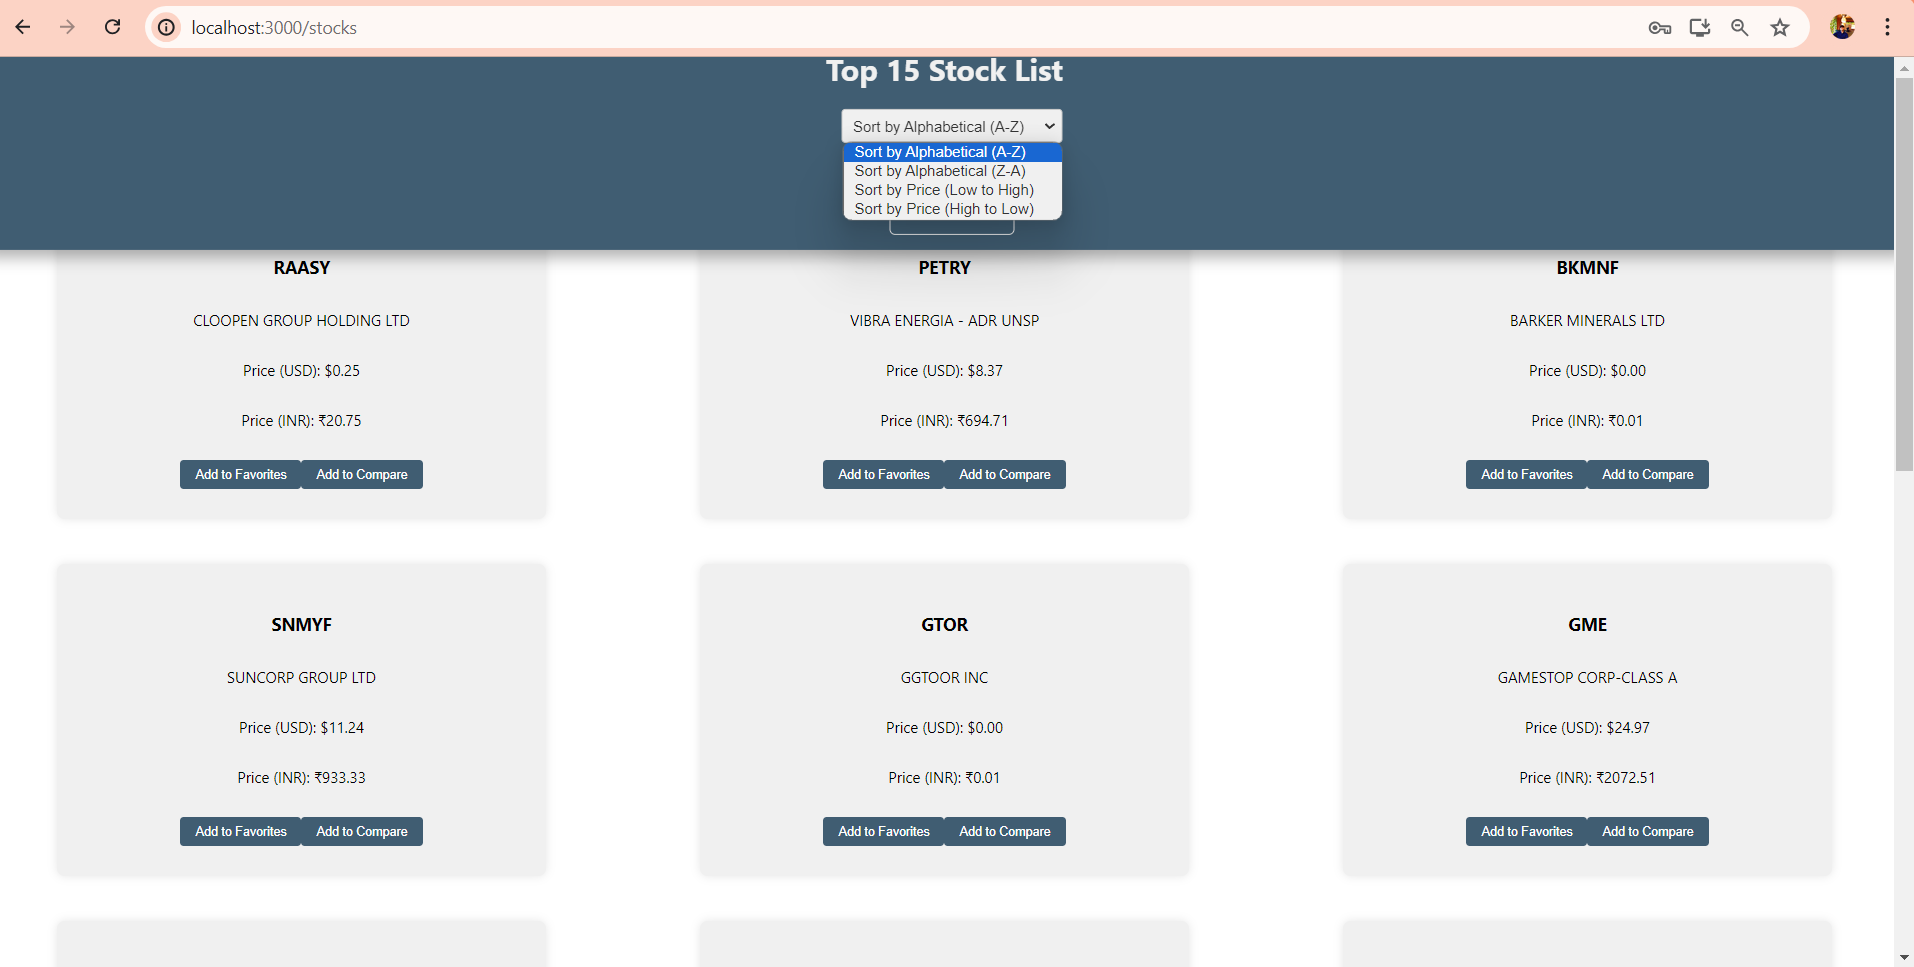 localhost:3000/stocks
Top 15 Stock List
Sort by Alphabetical (A-Z)
Sort by Alphabetical (A-Z)
Sort by Alphabetical (Z-A)
Sort by Price (Low to High)
Sort by Price (High to Low)
RAASY
CLOOPEN GROUP HOLDING LTD
Price (USD): $0.25
Price (INR): ₹20.75
Add to Favorites Add to Compare
PETRY
VIBRA ENERGIA - ADR UNSP
Price (USD): $8.37
Price (INR): ₹694.71
Add to Favorites Add to Compare
BKMNF
BARKER MINERALS LTD
Price (USD): $0.00
Price (INR): ₹0.01
Add to Favorites Add to Compare
SNMYF
SUNCORP GROUP LTD
Price (USD): $11.24
Price (INR): ₹933.33
Add to Favorites Add to Compare
GTOR
GGTOOR INC
Price (USD): $0.00
Price (INR): ₹0.01
Add to Favorites Add to Compare
GME
GAMESTOP CORP-CLASS A
Price (USD): $24.97
Price (INR): ₹2072.51
Add to Favorites Add to Compare